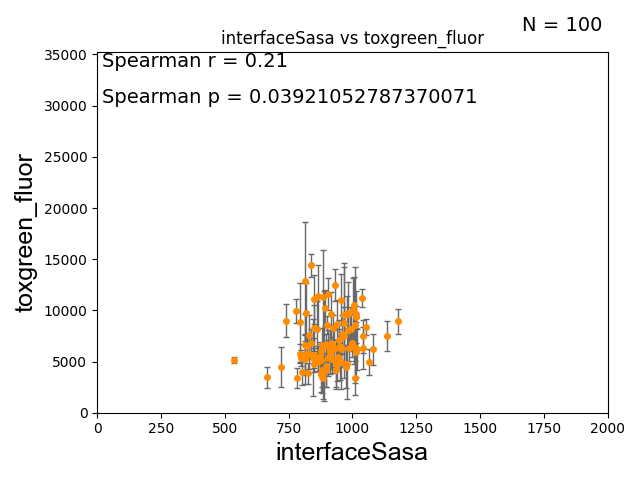 N = 100
interfaceSasa vs toxgreen_fluor
Spearman r = 0.21
Spearman p = 0.03921052787370071
toxgreen_fluor
35000
30000
25000
20000
15000
10000
5000
0
0 250 500 750 1000 1250 1500 1750 2000
interfaceSasa